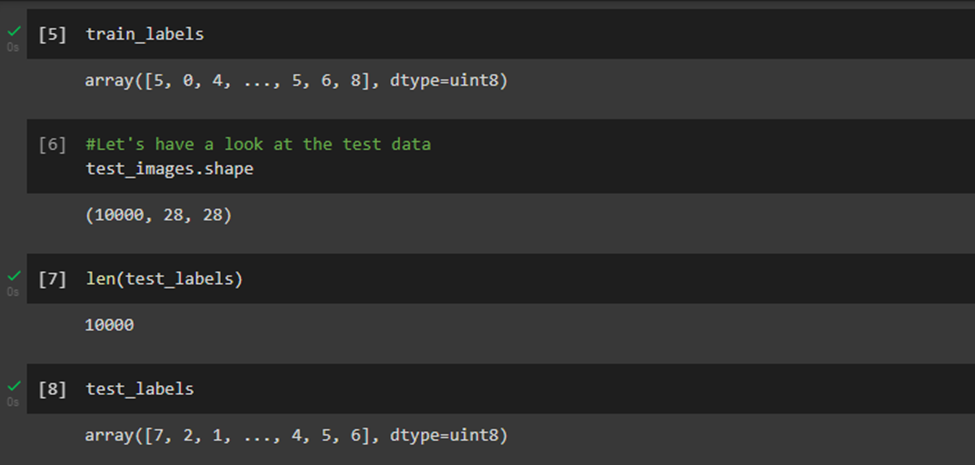 [5] train_labels
0s
array([5, 0, 4, ..., 5, 6, 8], dtype=uint8)
[6] #Let's have a look at the test data
test_images.shape
(10000, 28, 28)
[7] len(test_labels)
0s
10000
[8] test_labels
0s
array([7, 2, 1, ..., 4, 5, 6], dtype=uint8)